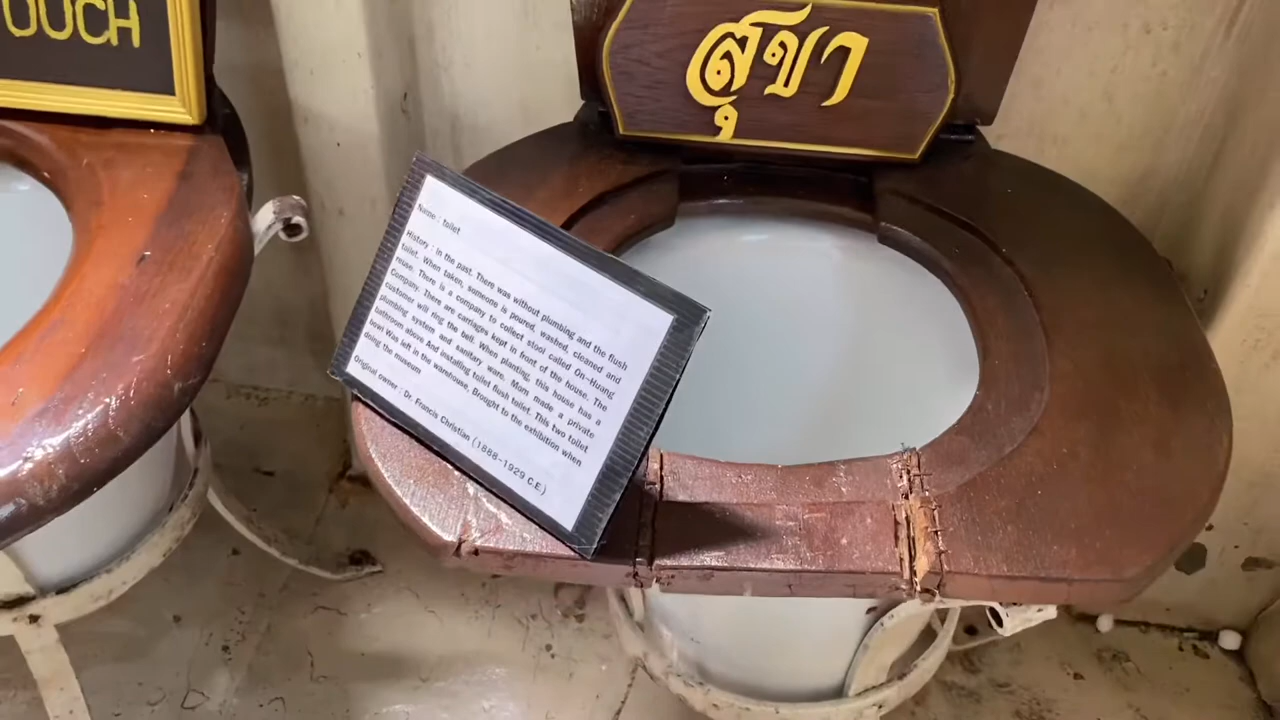 OUCH
สุขา
Name : toilet
History : in the past. There was without plumbing and the flush
toilet. When taken, someone is poured, washed, cleaned and
reuse. There is a company to collect stool called On-Huang
Company. There are carriages kept in front of the house. The
customer will ring the bell. When planting, this house has a
plumbing system and sanitary ware. Mom made a private
bathroom above And installing toilet flush toilet. This two toilet
bowl Was left in the warehouse, Brought to the exhibition when
doing the museum
Original owner : Dr. Francis Christian (1888-1929 C.E.)